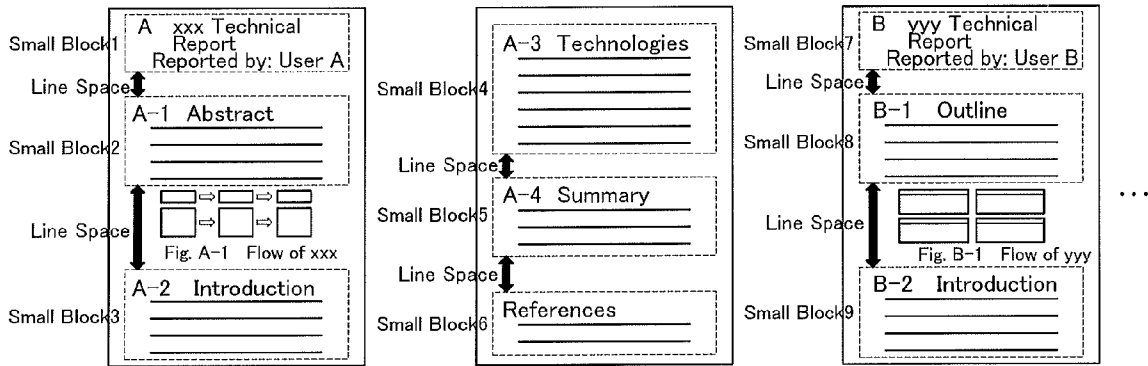 Small Block1
A xxx Technical
Report
Reported by: User A
Line Space
Small Block2
A-1 Abstract
Line Space
Fig. A-1 Flow of xxx
Small Block3
A-2 Introduction
Small Block4
A-3 Technologies
Line Space
Small Block5
A-4 Summary
Line Space
Small Block6
References
Small Block7
B yyy Technical
Report
Reported by: User B
Line Space
Small Block8
B-1 Outline
Line Space
Fig. B-1 Flow of yyy
Small Block9
B-2 Introduction
...